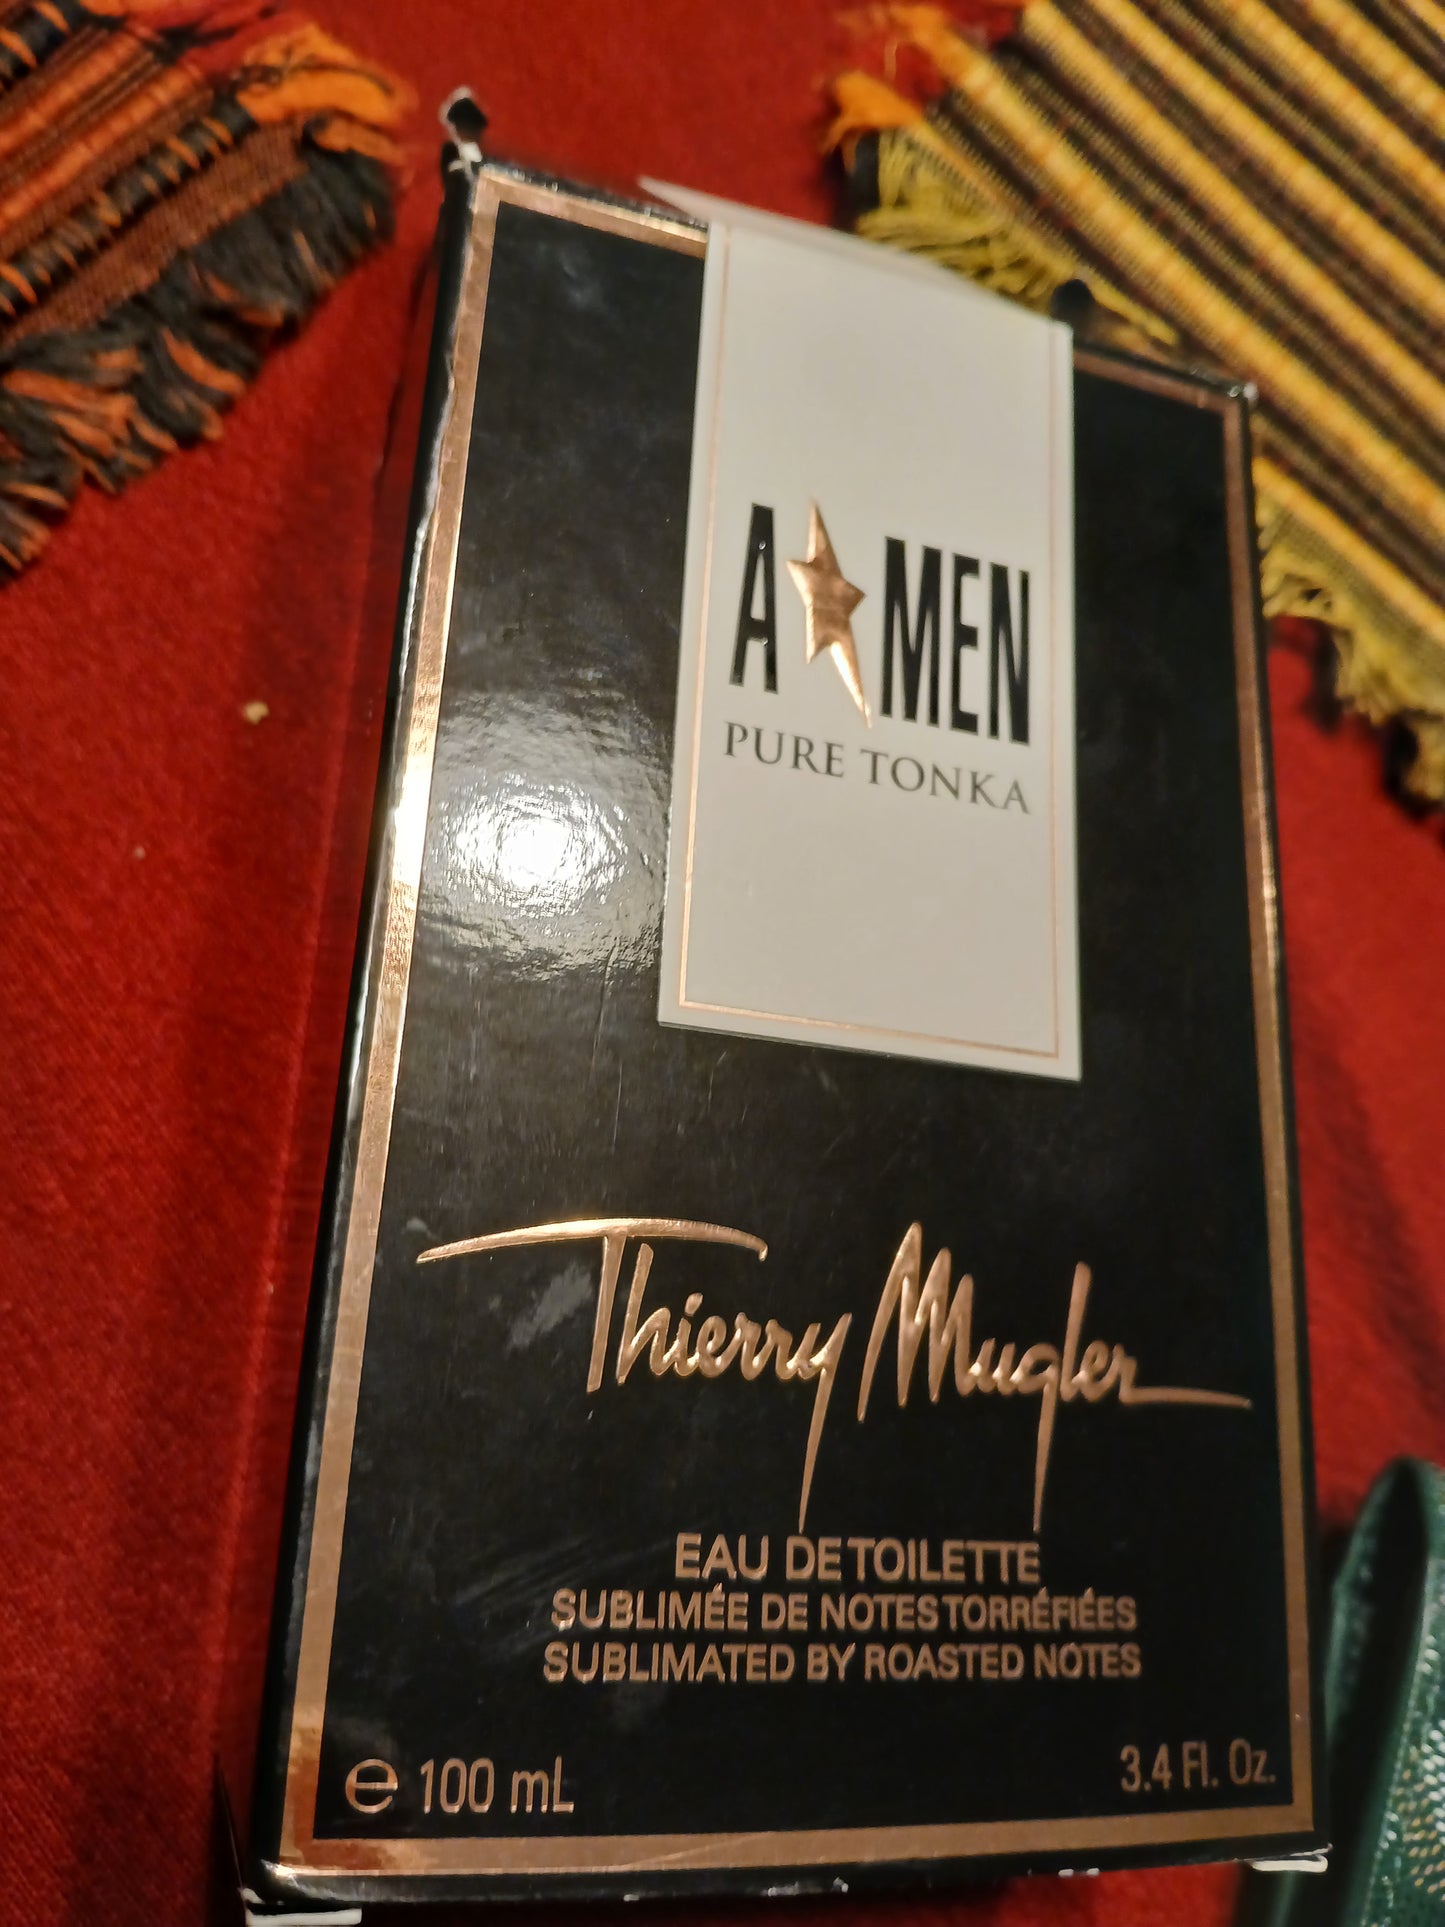 A★MEN
PURE TONKA
Thierry Mugler
EAU DE TOILETTE
SUBLIMÉE DE NOTES TORRÉFIÉES
SUBLIMATED BY ROASTED NOTES
℮ 100 mL 3.4 Fl. Oz.